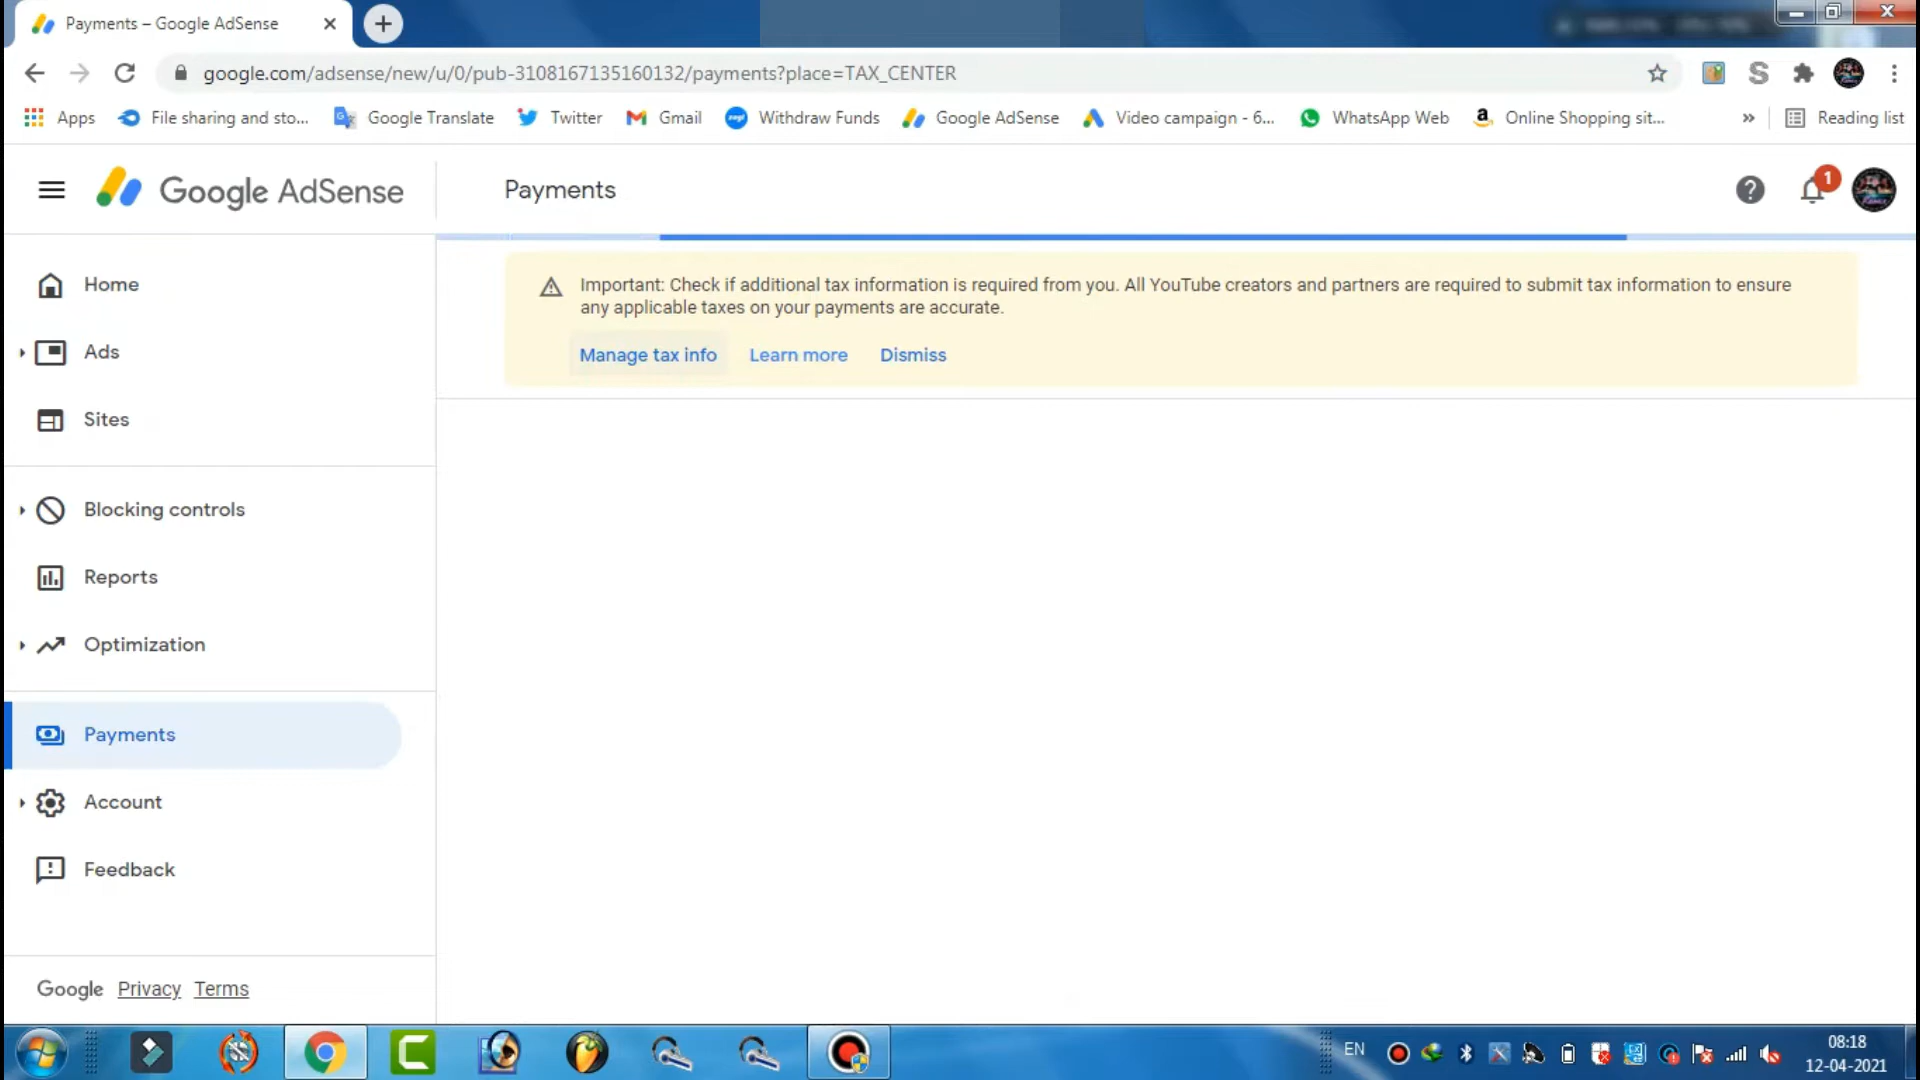 Payments – Google AdSense
google.com/adsense/new/u/0/pub-3108167135160132/payments?place=TAX_CENTER
Apps File sharing and sto... Google Translate Twitter Gmail Withdraw Funds Google AdSense Video campaign - 6... WhatsApp Web Online Shopping sit... » Reading list
Google AdSense
Payments
1
Home
Ads
Sites
Blocking controls
Reports
Optimization
Payments
Account
Feedback
Google Privacy Terms
Important: Check if additional tax information is required from you. All YouTube creators and partners are required to submit tax information to ensure
any applicable taxes on your payments are accurate.
Manage tax info Learn more Dismiss
EN
08:18
12-04-2021